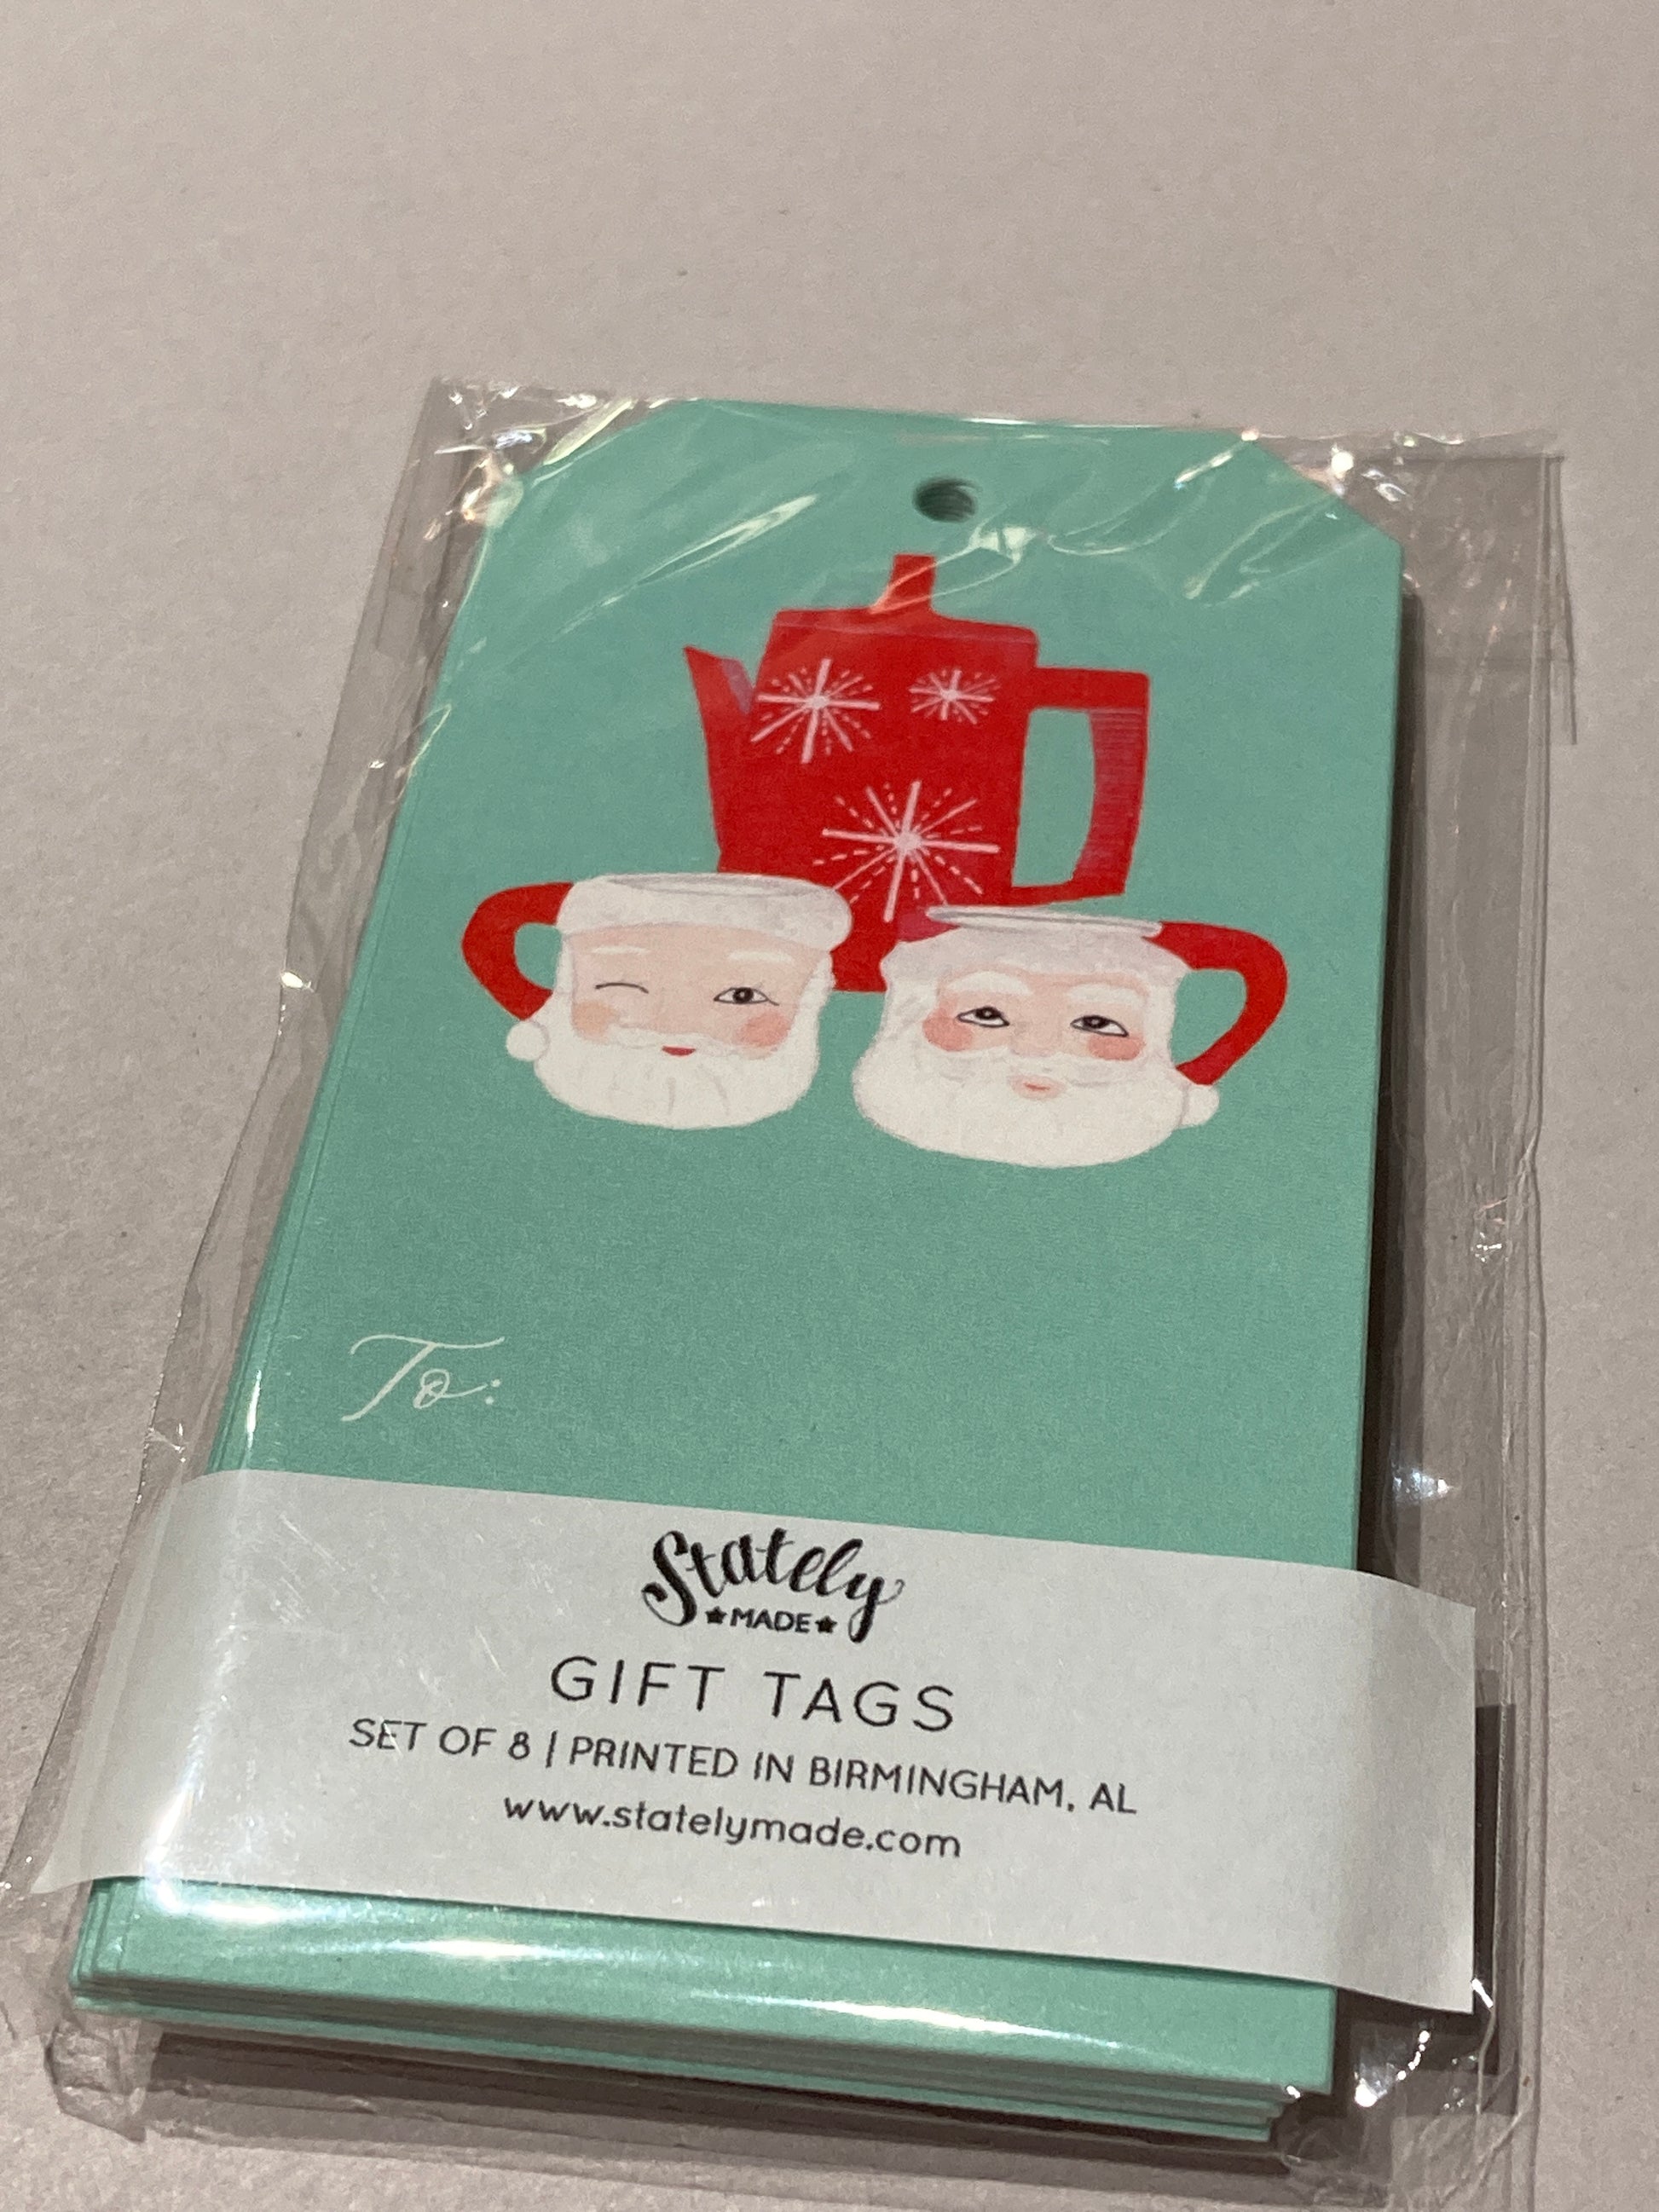 To:
Stately
★MADE★
GIFT TAGS
SET OF 8 | PRINTED IN BIRMINGHAM, AL
www.statelymade.com